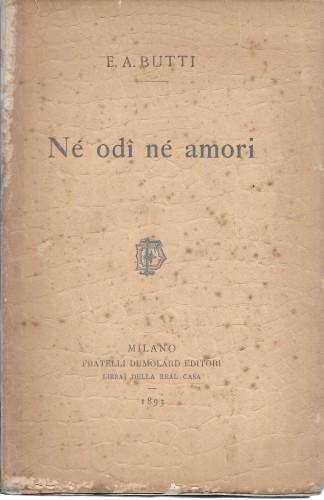 E. A. BUTTI
Né odî né amori
MILANO
FRATELLI DUMOLARD EDITORI
LIBRAI DELLA REAL CASA
1893